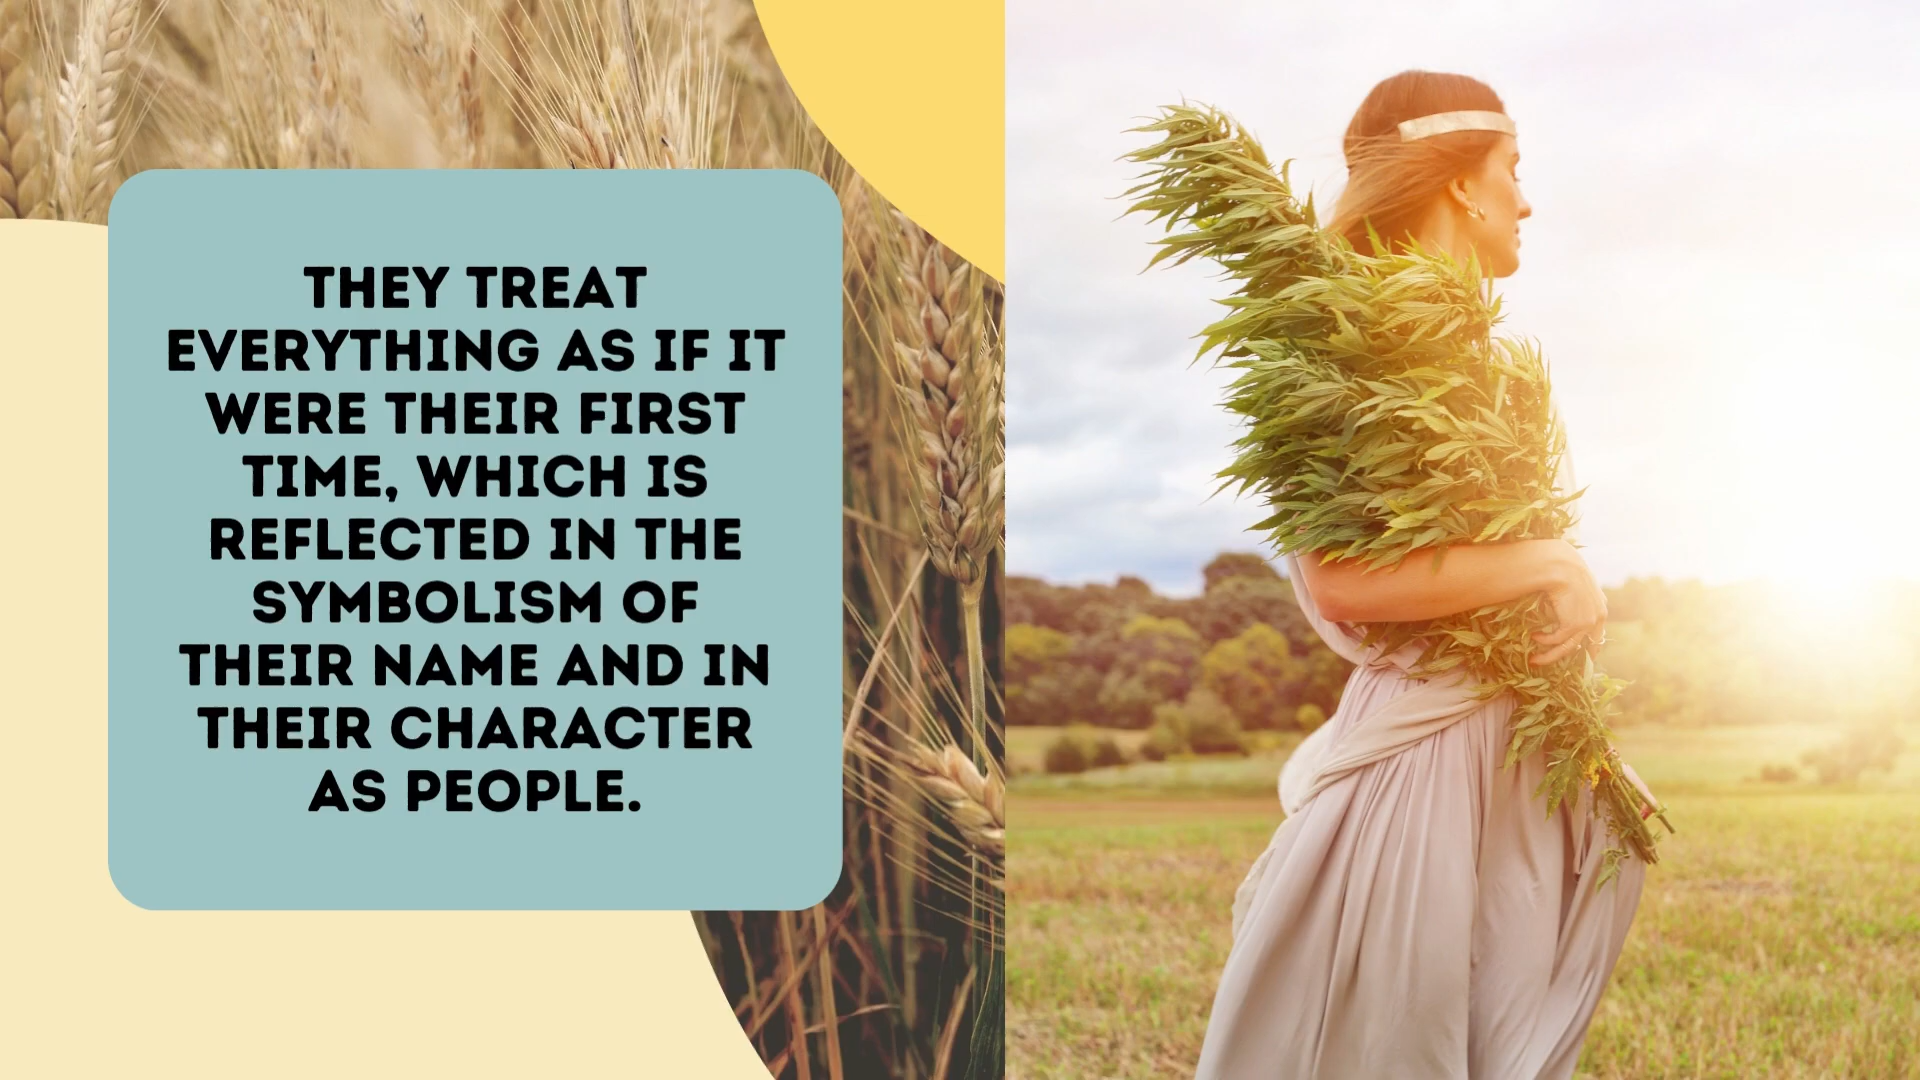 THEY TREAT
EVERYTHING AS IF IT
WERE THEIR FIRST
TIME, WHICH IS
REFLECTED IN THE
SYMBOLISM OF
THEIR NAME AND IN
THEIR CHARACTER
AS PEOPLE.